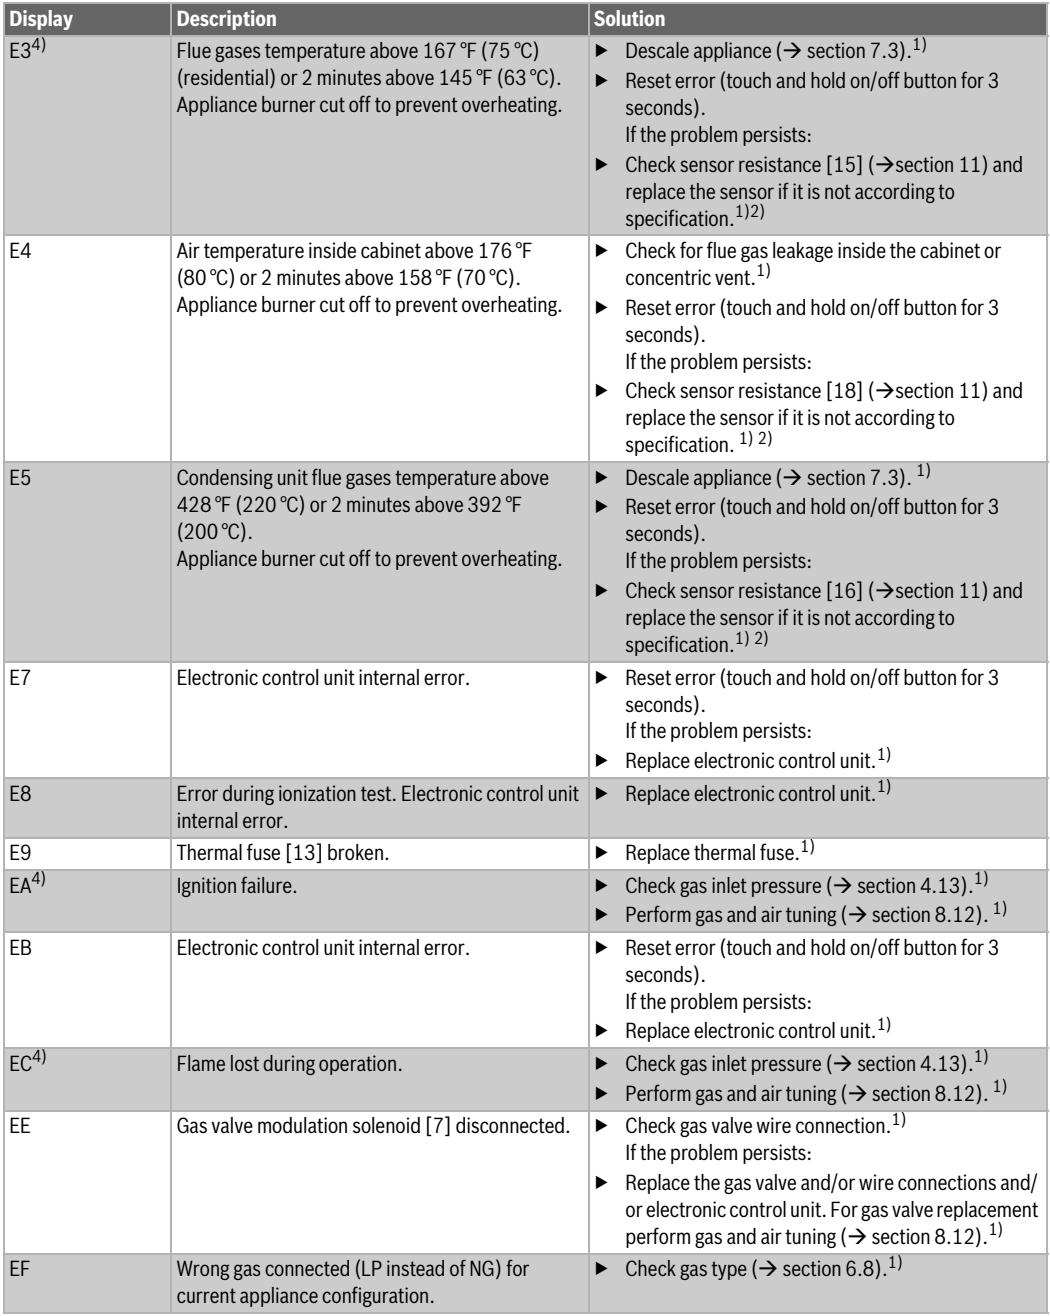 Display Description Solution
E34) Flue gases temperature above 167 °F (75 °C) ► Descale appliance (→ section 7.3).1)
(residential) or 2 minutes above 145 °F (63 °C). ► Reset error (touch and hold on/off button for 3
Appliance burner cut off to prevent overheating. seconds).
If the problem persists:
► Check sensor resistance [15] (→section 11) and
replace the sensor if it is not according to
specification.1)2)
E4 Air temperature inside cabinet above 176 °F ► Check for flue gas leakage inside the cabinet or
(80 °C) or 2 minutes above 158 °F (70 °C). concentric vent.1)
Appliance burner cut off to prevent overheating. ► Reset error (touch and hold on/off button for 3
seconds).
If the problem persists:
► Check sensor resistance [18] (→section 11) and
replace the sensor if it is not according to
specification. 1) 2)
E5 Condensing unit flue gases temperature above ► Descale appliance (→ section 7.3). 1)
428 °F (220 °C) or 2 minutes above 392 °F ► Reset error (touch and hold on/off button for 3
(200 °C). seconds).
Appliance burner cut off to prevent overheating. If the problem persists:
► Check sensor resistance [16] (→section 11) and
replace the sensor if it is not according to
specification.1) 2)
E7 Electronic control unit internal error. ► Reset error (touch and hold on/off button for 3
seconds).
If the problem persists:
► Replace electronic control unit.1)
E8 Error during ionization test. Electronic control unit ► Replace electronic control unit.1)
internal error.
E9 Thermal fuse [13] broken. ► Replace thermal fuse.1)
EA4) Ignition failure. ► Check gas inlet pressure (→ section 4.13).1)
► Perform gas and air tuning (→ section 8.12). 1)
EB Electronic control unit internal error. ► Reset error (touch and hold on/off button for 3
seconds).
If the problem persists:
► Replace electronic control unit.1)
EC4) Flame lost during operation. ► Check gas inlet pressure (→ section 4.13).1)
► Perform gas and air tuning (→ section 8.12). 1)
EE Gas valve modulation solenoid [7] disconnected. ► Check gas valve wire connection.1)
If the problem persists:
► Replace the gas valve and/or wire connections and/
or electronic control unit. For gas valve replacement
perform gas and air tuning (→ section 8.12).1)
EF Wrong gas connected (LP instead of NG) for ► Check gas type (→ section 6.8).1)
current appliance configuration.